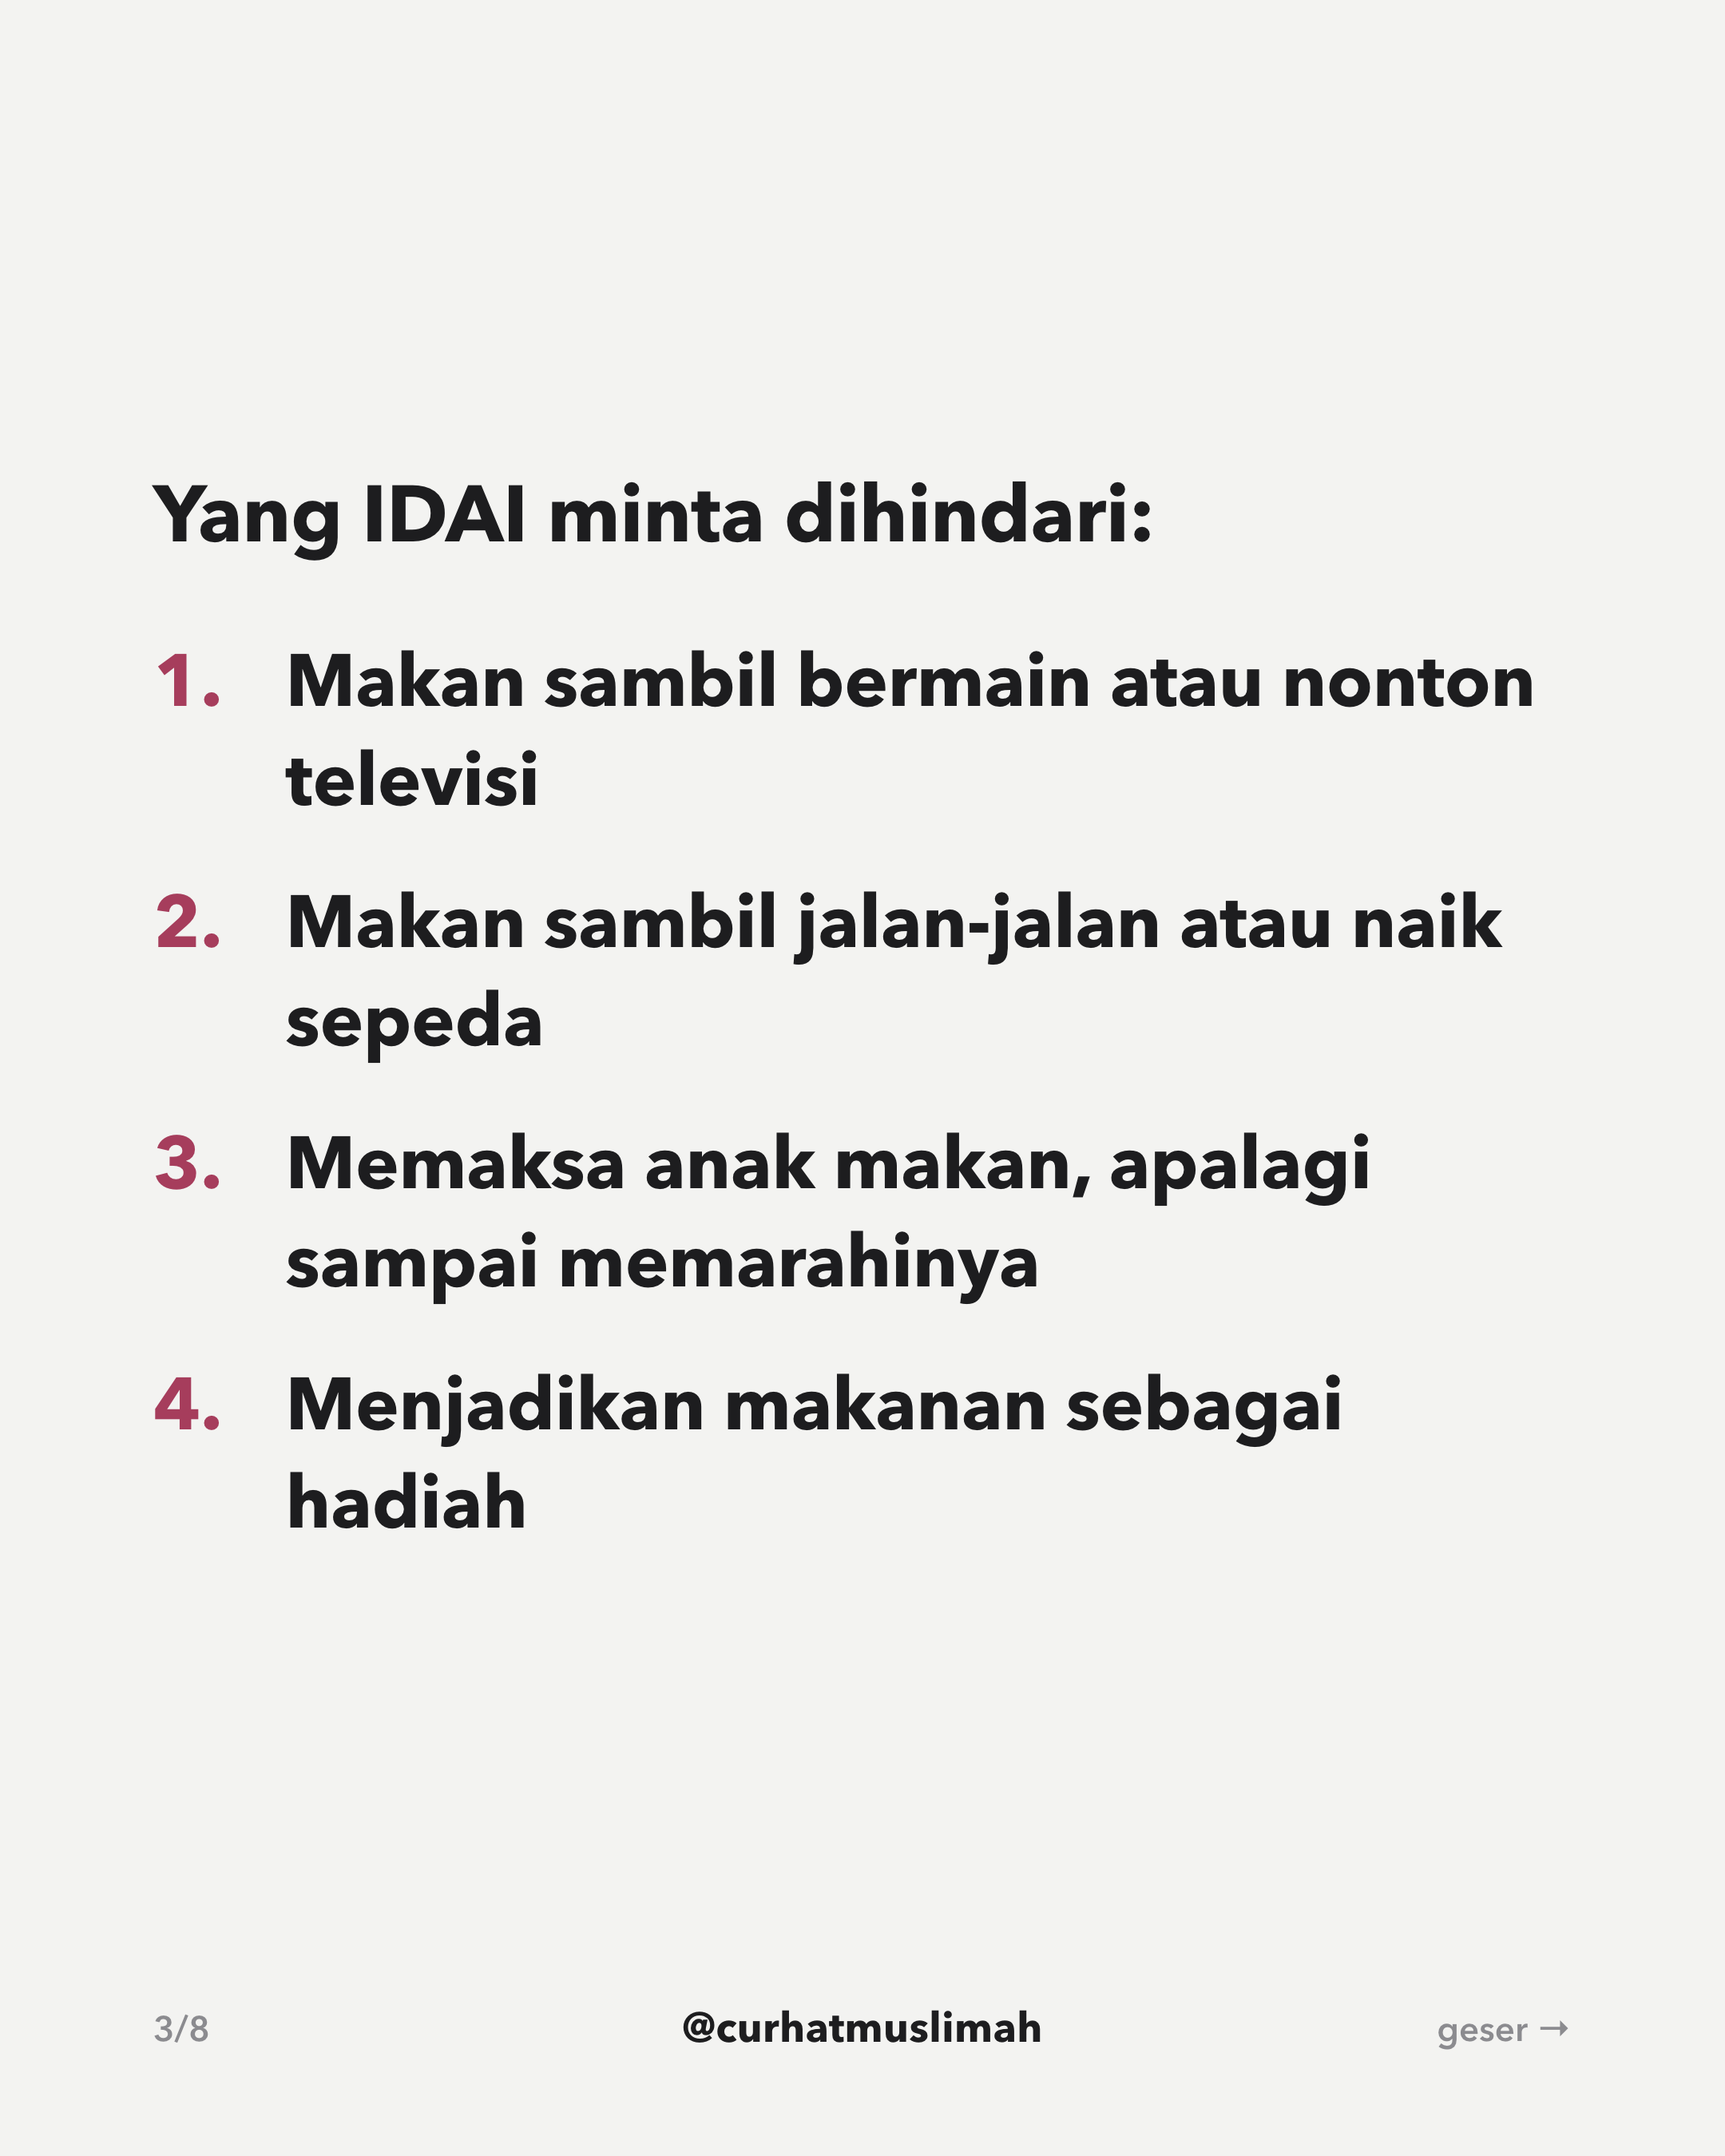 Yang IDAI minta dihindari:
1. Makan sambil bermain atau nonton
televisi
2. Makan sambil jalan-jalan atau naik
sepeda
3. Memaksa anak makan, apalagi
sampai memarahinya
4. Menjadikan makanan sebagai
hadiah
3/8 @curhatmuslimah geser →